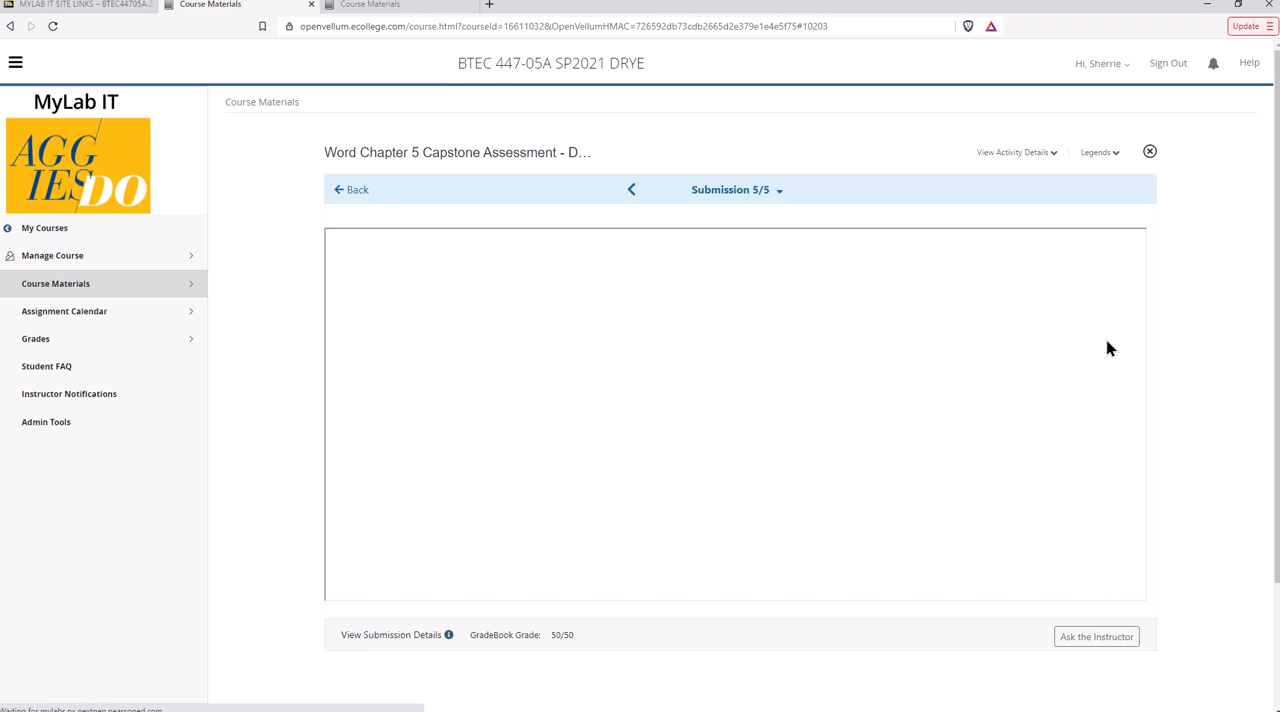 MYLAB IT SITE LINKS – BTEC44705A.2
Course Materials
Course Materials
openvellum.ecollege.com/course.html?courseId=16611032&OpenVellumHMAC=726592db73cdb2665d2e379e1e4e5f75#10203
Update
BTEC 447-05A SP2021 DRYE
Hi, Sherrie
Sign Out
Help
MyLab IT
AGG
IES DO
Course Materials
Word Chapter 5 Capstone Assessment - D...
View Activity Details
Legends
Back
Submission 5/5
My Courses
Manage Course
Course Materials
Assignment Calendar
Grades
Student FAQ
Instructor Notifications
Admin Tools
View Submission Details
GradeBook Grade: 50/50
Ask the Instructor